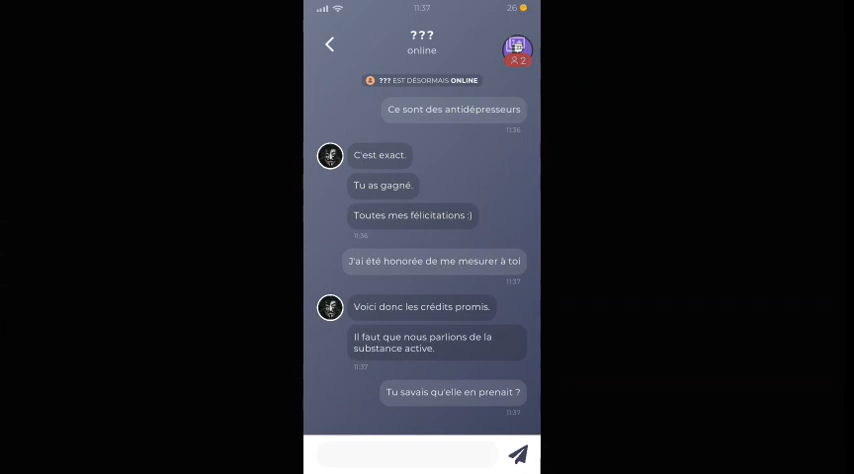 11:37
26
???
online
2
??? EST DÉSORMAIS ONLINE
Ce sont des antidépresseurs
11:36
C'est exact.
Tu as gagné.
Toutes mes félicitations :)
11:36
J'ai été honorée de me mesurer à toi
11:37
Voici donc les crédits promis.
Il faut que nous parlions de la
substance active.
11:37
Tu savais qu'elle en prenait ?
11:37